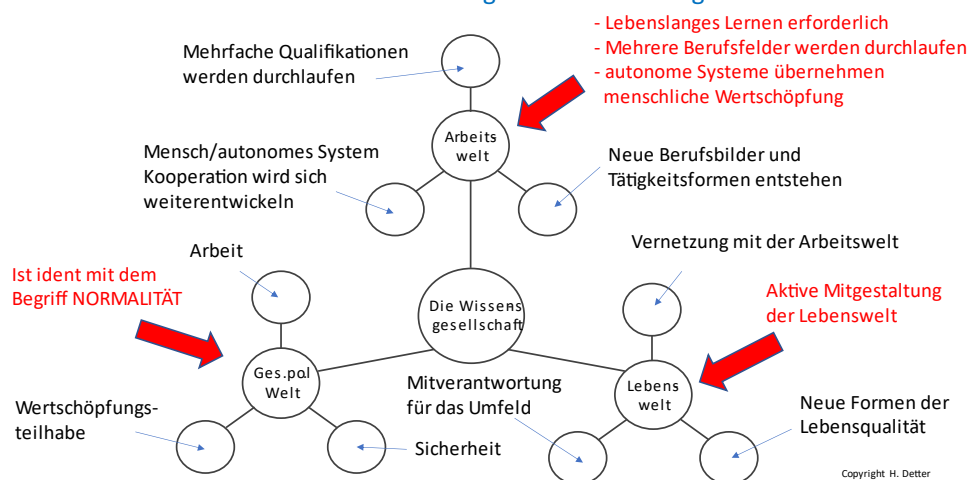 - Lebenslanges Lernen erforderlich
- Mehrere Berufsfelder werden durchlaufen
- autonome Systeme übernehmen
menschliche Wertschöpfung
Mehrfache Qualifikationen
werden durchlaufen
Arbeits
welt
Mensch/autonomes System
Kooperation wird sich
weiterentwickeln
Neue Berufsbilder und
Tätigkeitsformen entstehen
Arbeit
Vernetzung mit der Arbeitswelt
Ist ident mit dem
Begriff NORMALITÄT
Die Wissens
gesellschaft
Aktive Mitgestaltung
der Lebenswelt
Ges.pol
Welt
Mitverantwortung
für das Umfeld
Lebens
welt
Wertschöpfungs-
teilhabe
Sicherheit
Neue Formen der
Lebensqualität
Copyright H. Detter